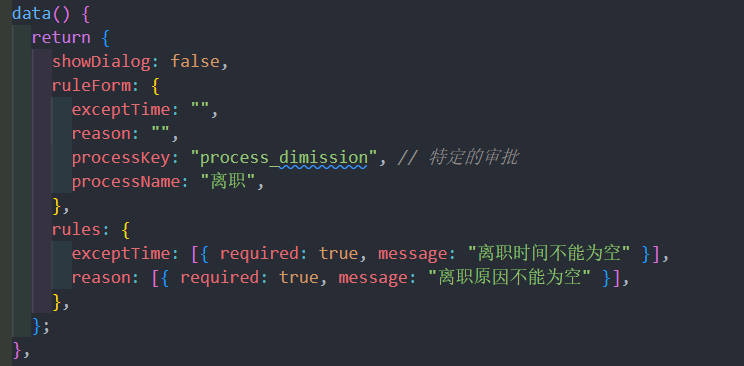 data() {
return {
showDialog: false,
ruleForm: {
exceptTime: "",
reason: "",
processKey: "process_dimission", // 特定的审批
processName: "离职",
},
rules: {
exceptTime: [{ required: true, message: "离职时间不能为空" }],
reason: [{ required: true, message: "离职原因不能为空" }],
},
};
},